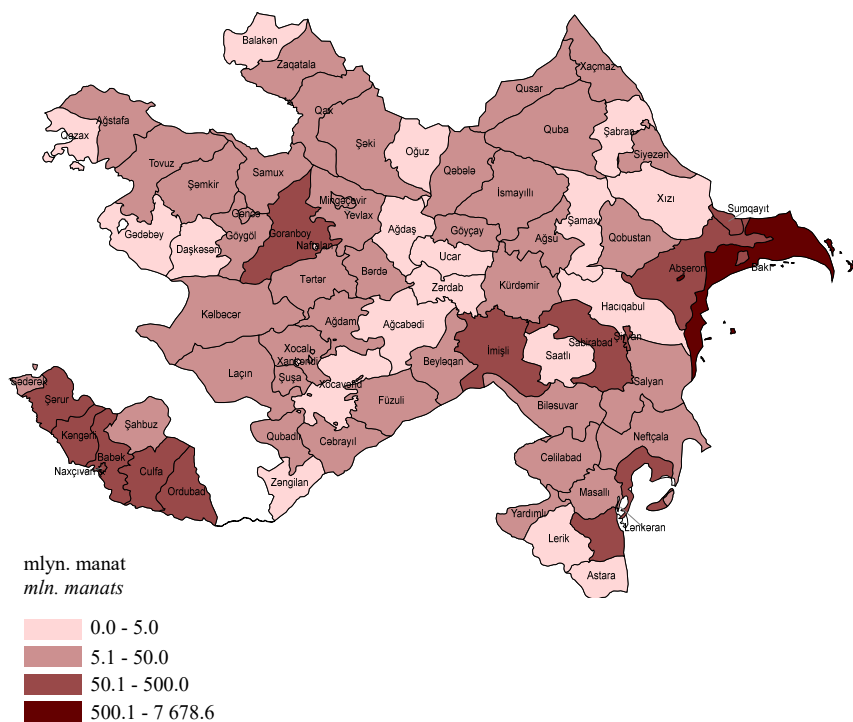 Balakən
Zaqatala
Xaçmaz
Qusar
Qax
Ağstafa
Quba
Şabran
Qazax
Şəki
Oğuz
Siyəzən
Tovuz
Qəbələ
Samux
Şəmkir
İsmayıllı
Xızı
Mingəçevir
Sumqayıt
Gəncə
Yevlax
Şamaxı
Gədəbəy
Ağdaş
Göyçay
Goranboy
Göygöl
Ağsu
Qobustan
Daşkəsən
Naftalan
Ucar
Abşeron
Bakı
Bərdə
Tərtər
Zərdab
Kürdəmir
Hacıqabul
Kəlbəcər
Ağdam
Ağcabədi
Şirvan
Sabirabad
Xocalı
İmişli
Saatlı
Xankəndi
Beyləqan
Laçın
Şuşa
Salyan
Sədərək
Xocavənd
Şərur
Füzuli
Biləsuvar
Şahbuz
Kəngərli
Qubadlı
Neftçala
Cəbrayıl
Babək
Cəlilabad
Naxçıvan
Culfa
Zəngilan
Ordubad
Masallı
Yardımlı
Lənkəran
Lerik
Astara
mlyn. manat
mln. manats
0.0 - 5.0
5.1 - 50.0
50.1 - 500.0
500.1 - 7 678.6